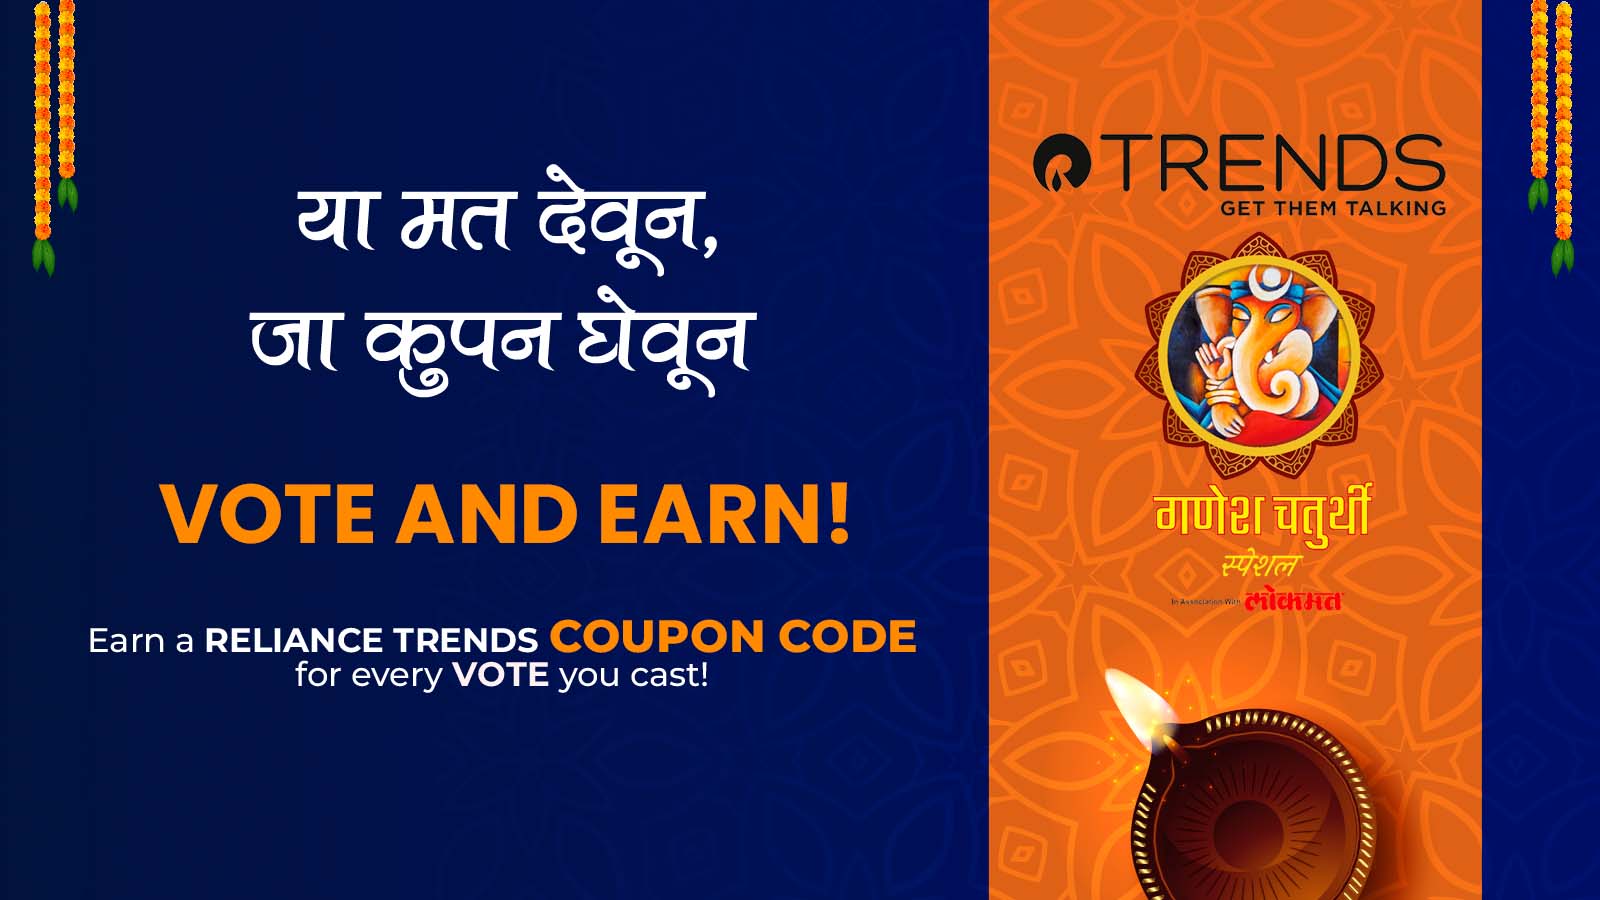 या मत देवून,
जा कुपन घेवून
VOTE AND EARN!
Earn a RELIANCE TRENDS COUPON CODE
for every VOTE you cast!
TRENDS
GET THEM TALKING
गणेश चतुर्थी
स्पेशल
In Association With लोकमत